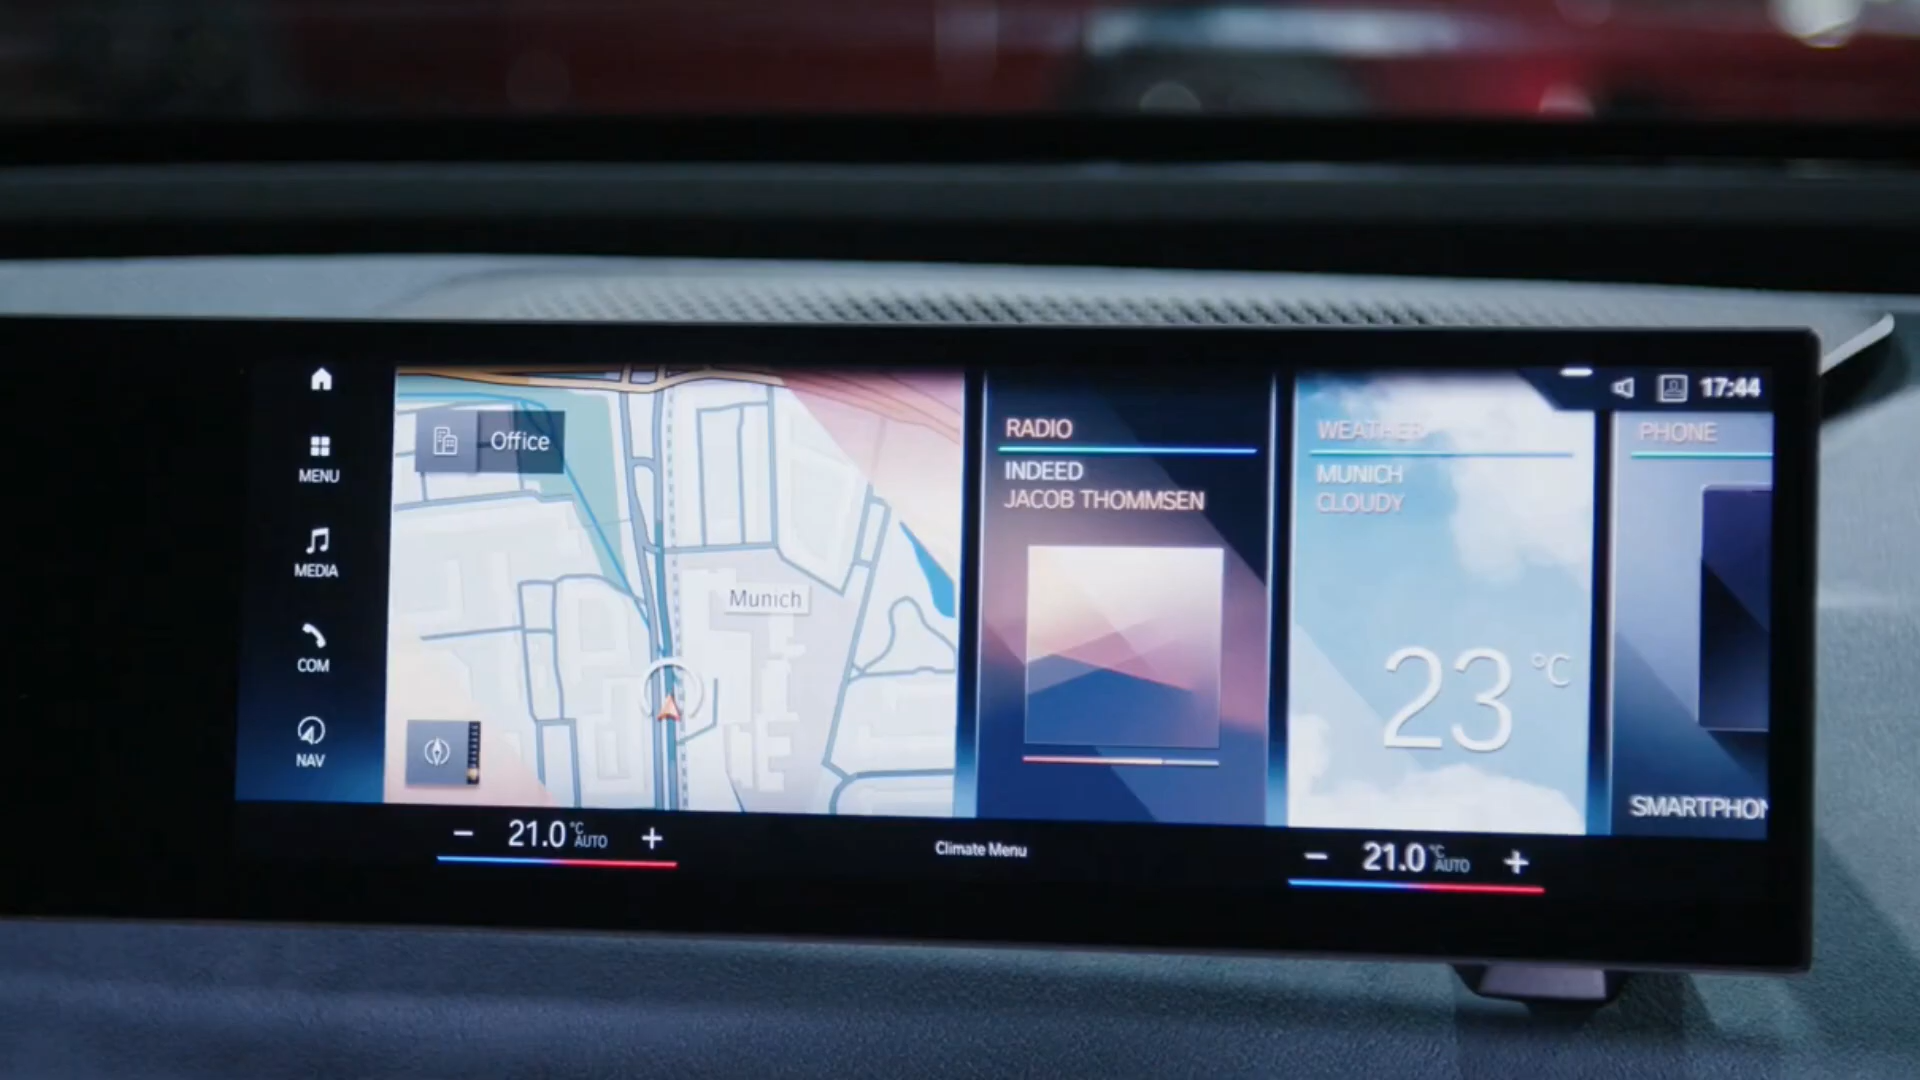 MENU
MEDIA
COM
NAV
Office
Munich
RADIO
INDEED
JACOB THOMMSEN
WEATHER
MUNICH
CLOUDY
23 °C
17:44
PHONE
SMARTPHON
− 21.0 °C AUTO +
Climate Menu
− 21.0 °C AUTO +